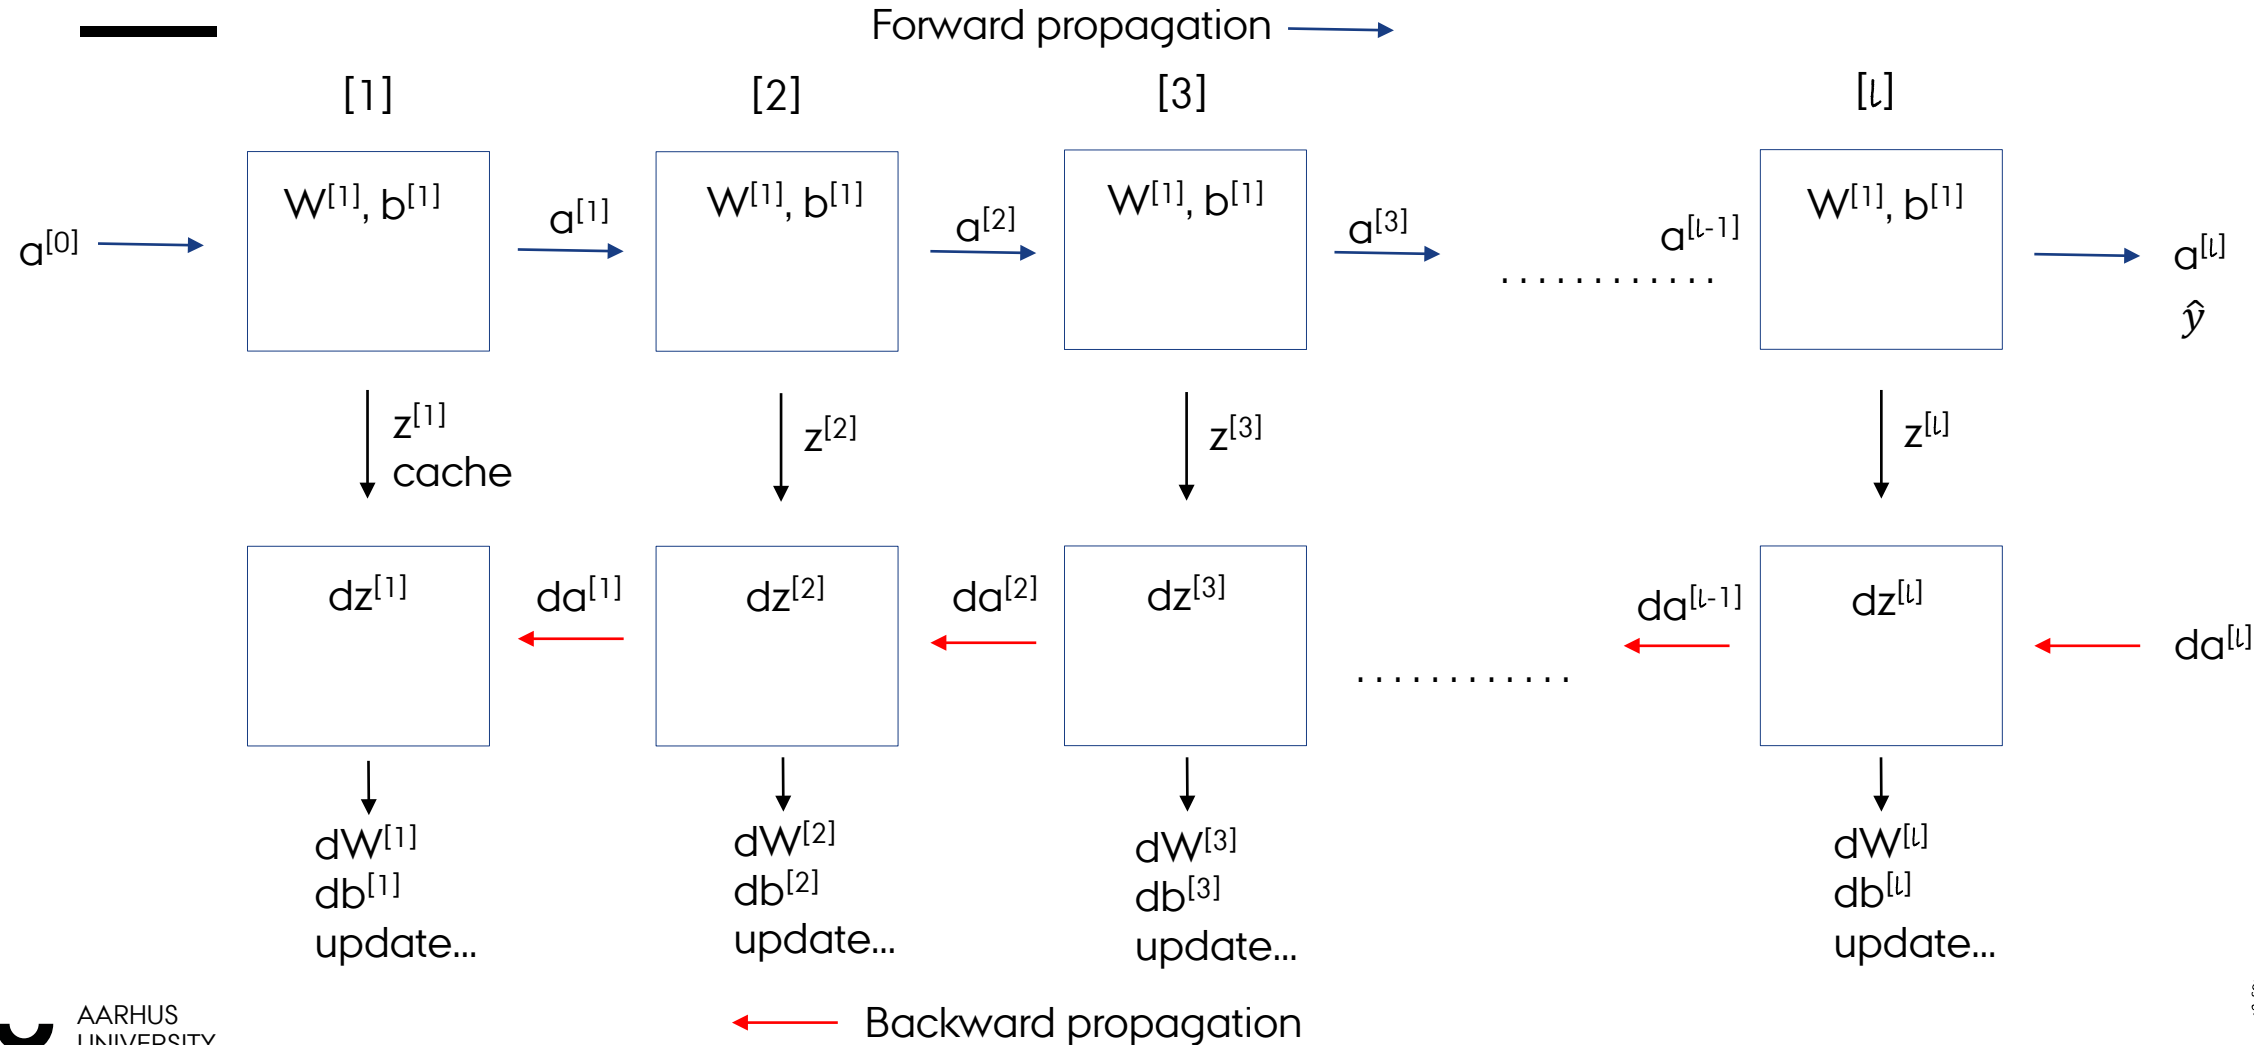 Forward propagation
[1] [2] [3] [l]
W[1], b[1] W[1], b[1] W[1], b[1] W[1], b[1]
a[0] a[1] a[2] a[3] ............ a[l-1] a[l]
ŷ
z[1] z[2] z[3] z[l]
cache
dz[1] da[1] dz[2] da[2] dz[3] ............ da[l-1] dz[l] da[l]
dW[1] dW[2] dW[3] dW[l]
db[1] db[2] db[3] db[l]
update... update... update... update...
Backward propagation
AARHUS
UNIVERSITY